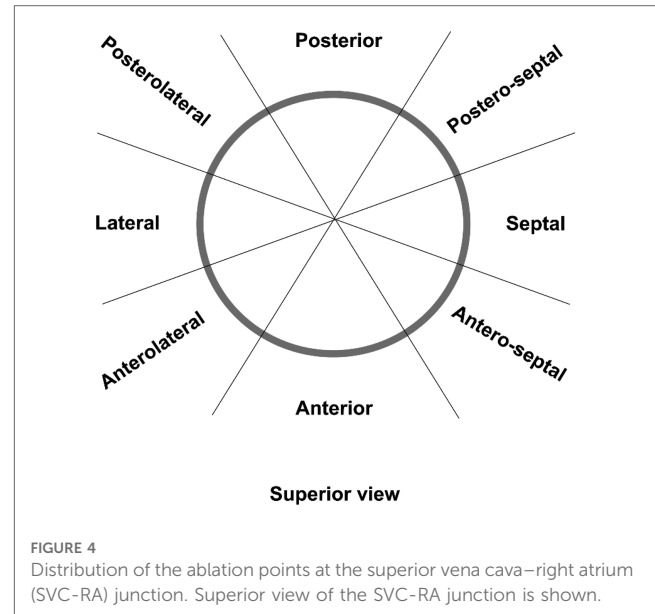 Posterior
Posterolateral
Postero-septal
Lateral
Septal
Anterolateral
Antero-septal
Anterior
Superior view
FIGURE 4
Distribution of the ablation points at the superior vena cava–right atrium
(SVC-RA) junction. Superior view of the SVC-RA junction is shown.